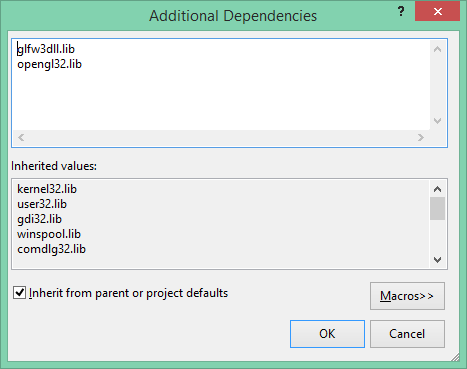 Additional Dependencies
?
glfw3dll.lib
opengl32.lib
Inherited values:
kernel32.lib
user32.lib
gdi32.lib
winspool.lib
comdlg32.lib
Inherit from parent or project defaults
Macros>>
OK
Cancel